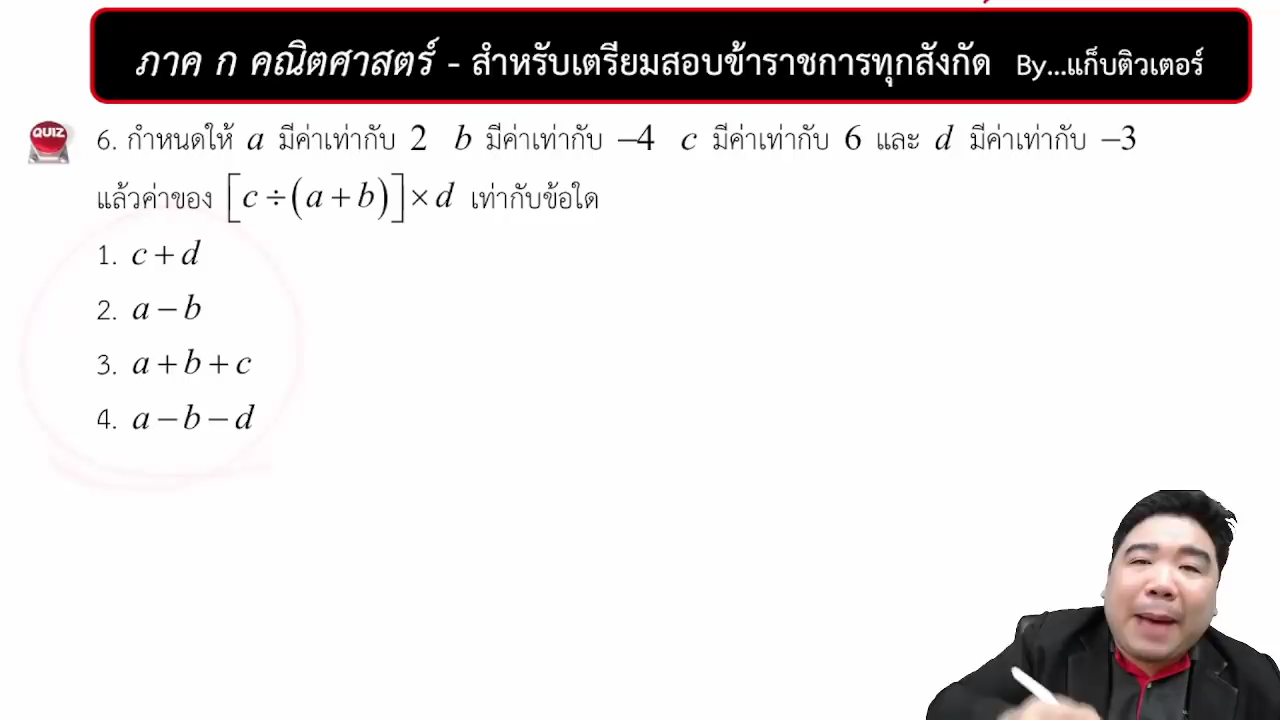 ภาค ก คณิตศาสตร์ - สำหรับเตรียมสอบข้าราชการทุกสังกัด By...แก็บติวเตอร์
QUIZ
6. กำหนดให้ a มีค่าเท่ากับ 2 b มีค่าเท่ากับ −4 c มีค่าเท่ากับ 6 และ d มีค่าเท่ากับ −3
แล้วค่าของ [c÷(a+b)]×d เท่ากับข้อใด
1. c+d
2. a−b
3. a+b+c
4. a−b−d